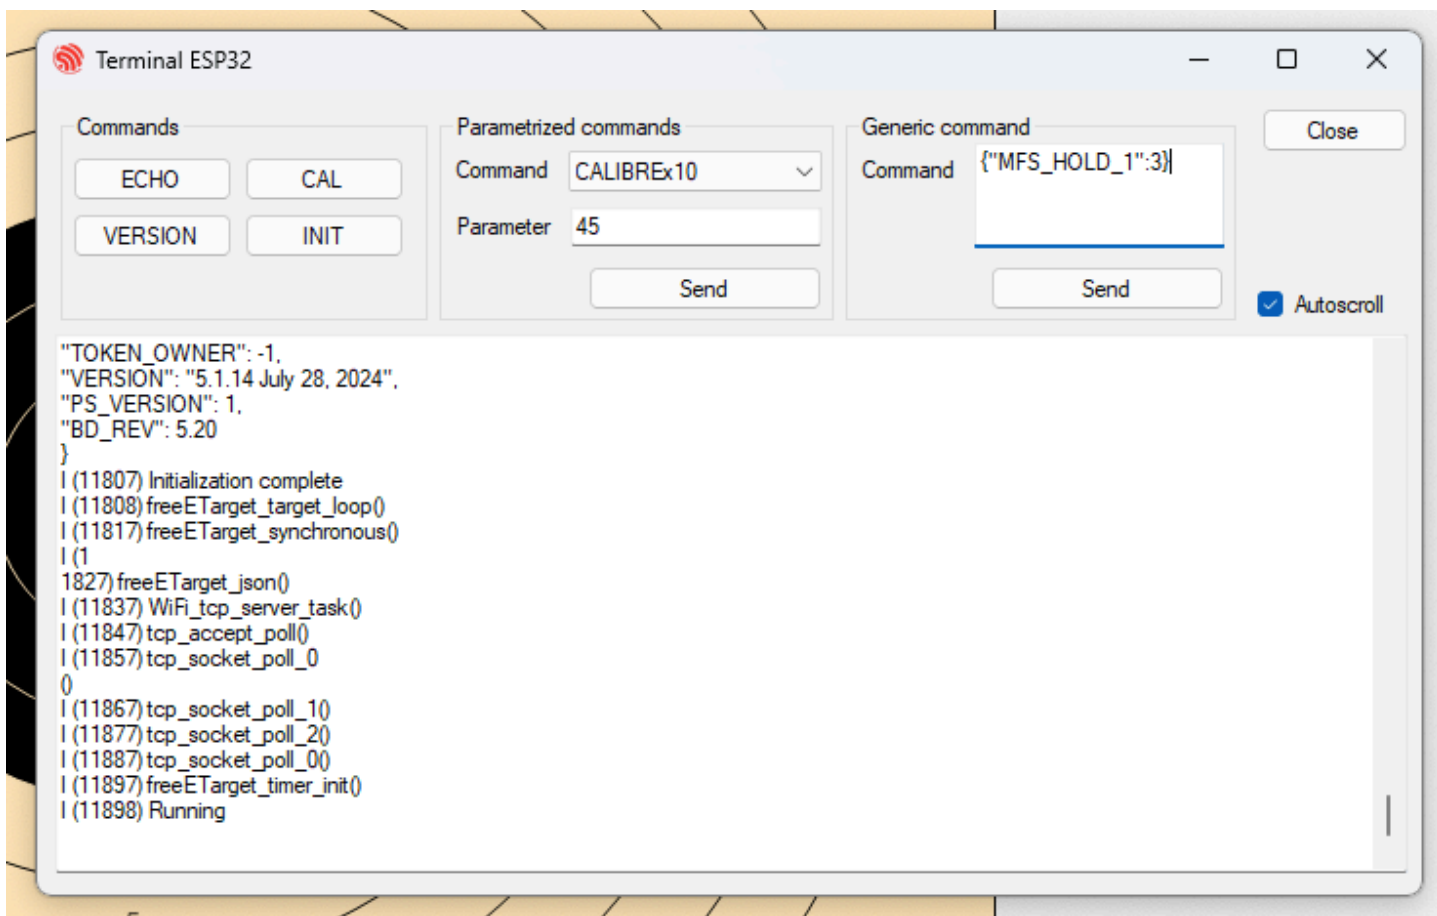 Terminal ESP32
Commands
ECHO
CAL
VERSION
INIT
Parametrized commands
Command
CALIBREx10
Parameter
45
Send
Generic command
Command
{"MFS_HOLD_1":3}
Send
Close
Autoscroll
"TOKEN_OWNER": -1,
"VERSION": "5.1.14 July 28, 2024",
"PS_VERSION": 1,
"BD_REV": 5.20
}
I (11807) Initialization complete
I (11808) freeETarget_target_loop()
I (11817) freeETarget_synchronous()
I (1
1827) freeETarget_json()
I (11837) WiFi_tcp_server_task()
I (11847) tcp_accept_poll()
I (11857) tcp_socket_poll_0
()
I (11867) tcp_socket_poll_1()
I (11877) tcp_socket_poll_2()
I (11887) tcp_socket_poll_0()
I (11897) freeETarget_timer_init()
I (11898) Running